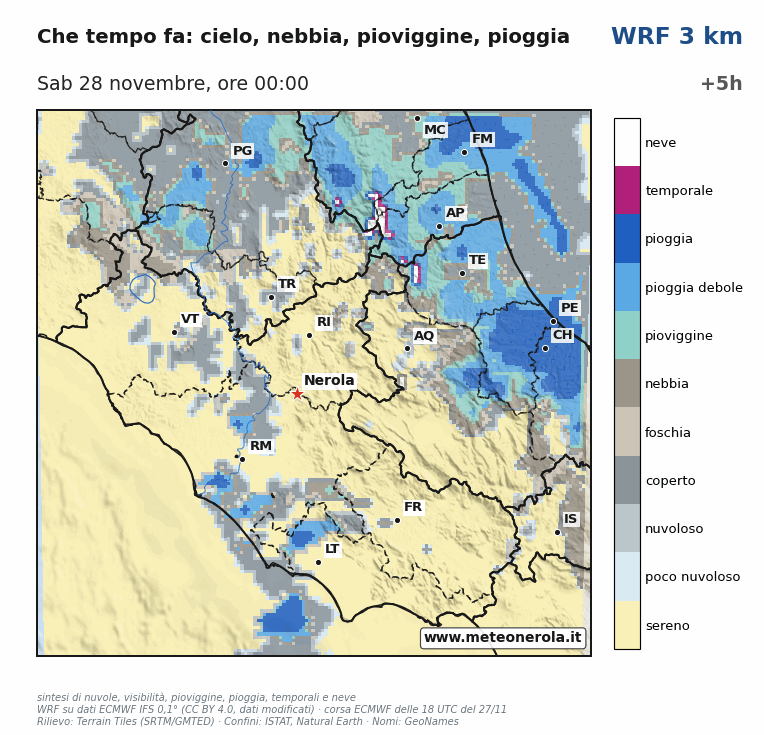 Che tempo fa: cielo, nebbia, pioviggine, pioggia
WRF 3 km
Sab 28 novembre, ore 00:00
+5h
MC
FM
PG
AP
TE
TR
PE
VT
RI
AQ
CH
Nerola
RM
FR
IS
LT
www.meteonerola.it
neve
temporale
pioggia
pioggia debole
pioviggine
nebbia
foschia
coperto
nuvoloso
poco nuvoloso
sereno
sintesi di nuvole, visibilità, pioviggine, pioggia, temporali e neve
WRF su dati ECMWF IFS 0,1° (CC BY 4.0, dati modificati) · corsa ECMWF delle 18 UTC del 27/11
Rilievo: Terrain Tiles (SRTM/GMTED) · Confini: ISTAT, Natural Earth · Nomi: GeoNames